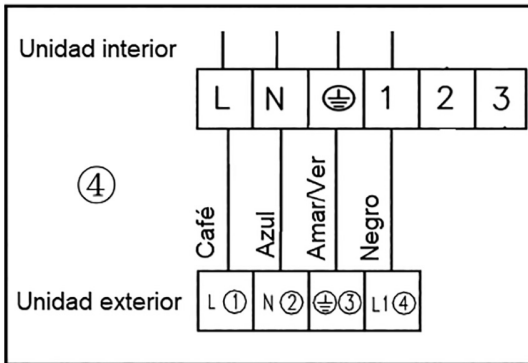 Unidad interior
L N ⏚ 1 2 3
④
Café Azul Amar/Ver Negro
Unidad exterior
L ① N ② ⏚ ③ L1 ④